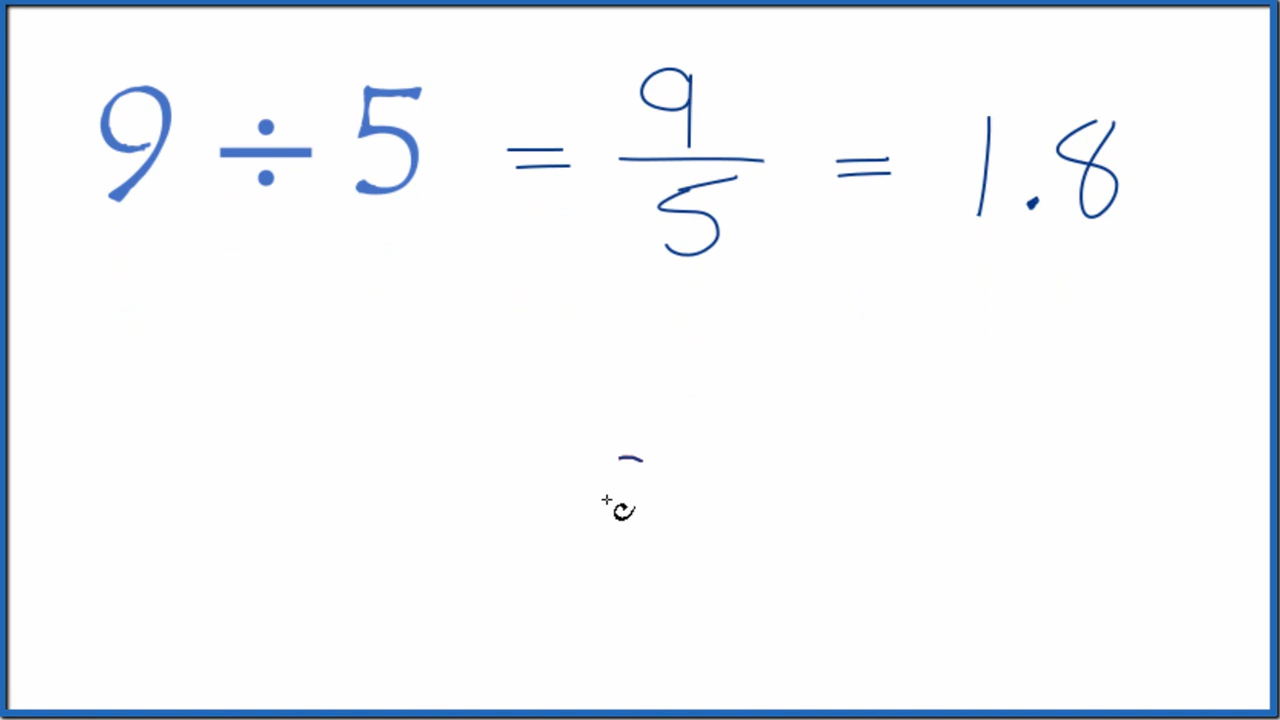 9 ÷ 5 = 9/5 = 1.8